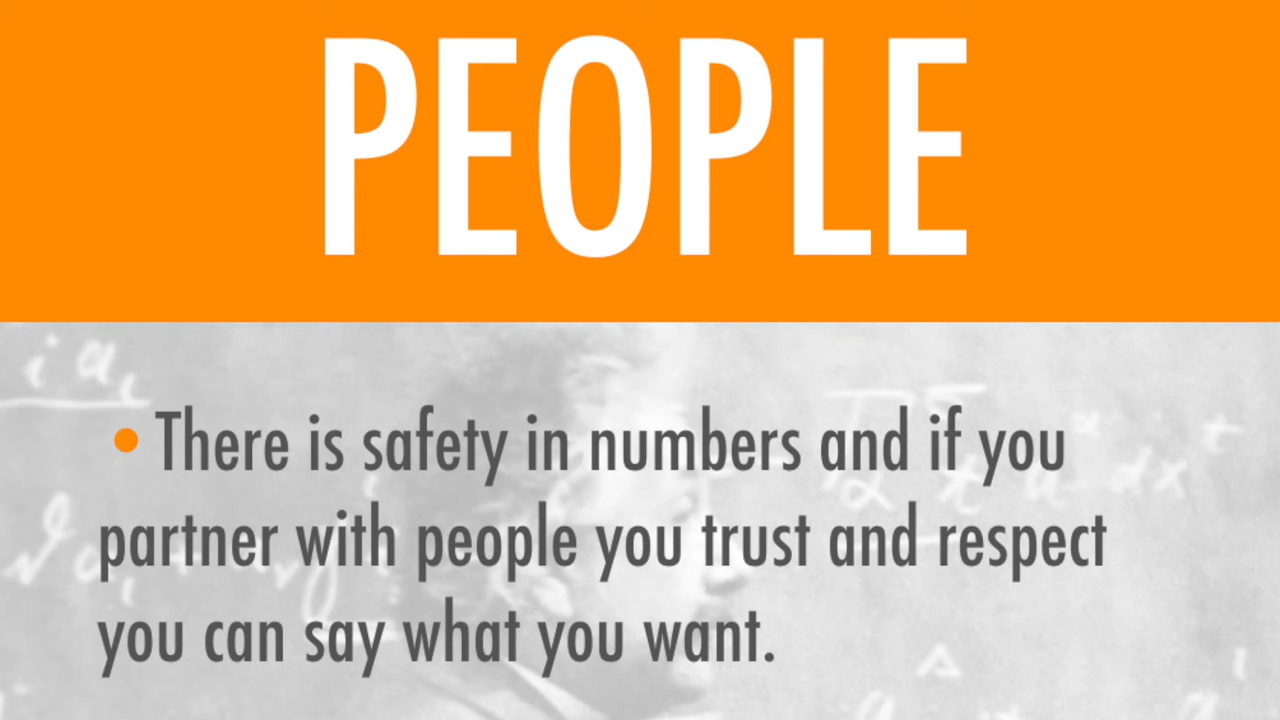 PEOPLE
• There is safety in numbers and if you
partner with people you trust and respect
you can say what you want.